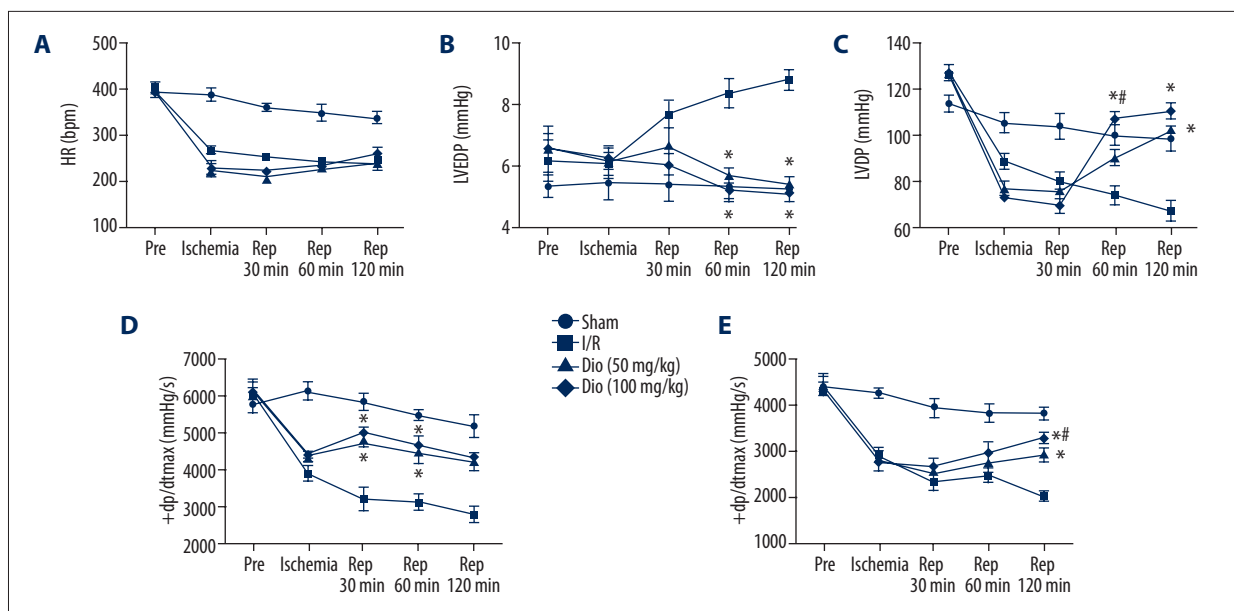 A
500
400
300
200
100
HR (bpm)
Pre
Ischemia
Rep
30 min
Rep
60 min
Rep
120 min
B
10
8
6
4
LVEDP (mmHg)
*
*
*
*
Pre
Ischemia
Rep
30 min
Rep
60 min
Rep
120 min
C
140
120
100
80
60
LVDP (mmHg)
*#
*
*
Pre
Ischemia
Rep
30 min
Rep
60 min
Rep
120 min
D
7000
6000
5000
4000
3000
2000
+dp/dtmax (mmHg/s)
*
*
*
*
Pre
Ischemia
Rep
30 min
Rep
60 min
Rep
120 min
Sham
I/R
Dio (50 mg/kg)
Dio (100 mg/kg)
E
5000
4000
3000
2000
1000
+dp/dtmax (mmHg/s)
*#
*
Pre
Ischemia
Rep
30 min
Rep
60 min
Rep
120 min